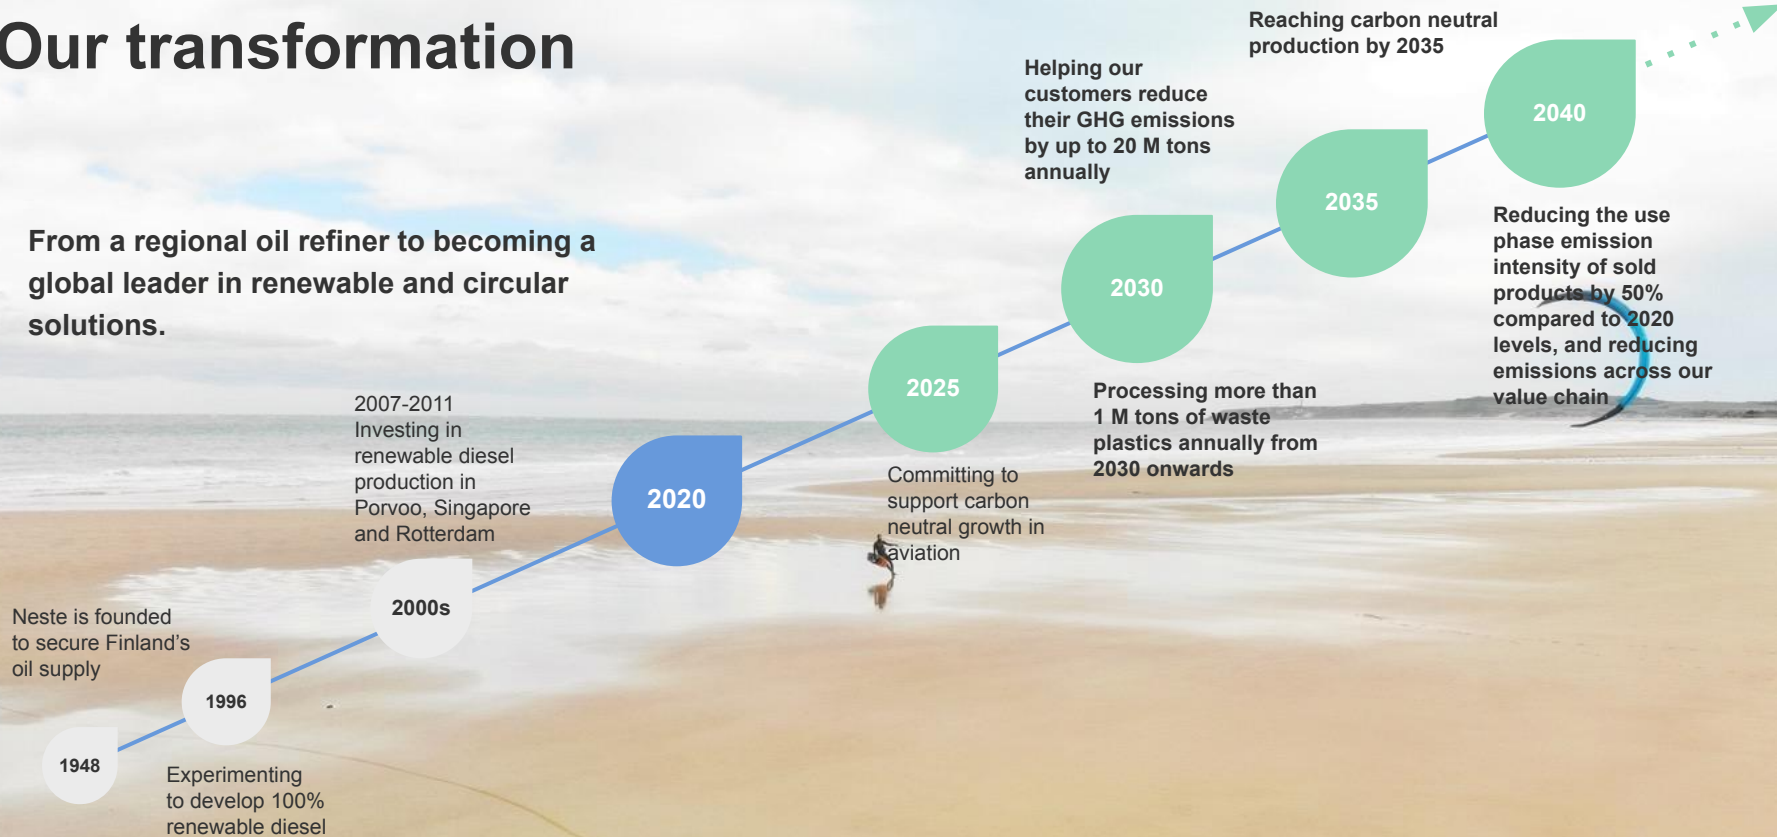 Our transformation
From a regional oil refiner to becoming a
global leader in renewable and circular
solutions.
Neste is founded
to secure Finland’s
oil supply
1948
1996
Experimenting
to develop 100%
renewable diesel
2007-2011
Investing in
renewable diesel
production in
Porvoo, Singapore
and Rotterdam
2000s
2020
2025
Committing to
support carbon
neutral growth in
aviation
Helping our
customers reduce
their GHG emissions
by up to 20 M tons
annually
2030
Processing more than
1 M tons of waste
plastics annually from
2030 onwards
Reaching carbon neutral
production by 2035
2035
2040
Reducing the use
phase emission
intensity of sold
products by 50%
compared to 2020
levels, and reducing
emissions across our
value chain